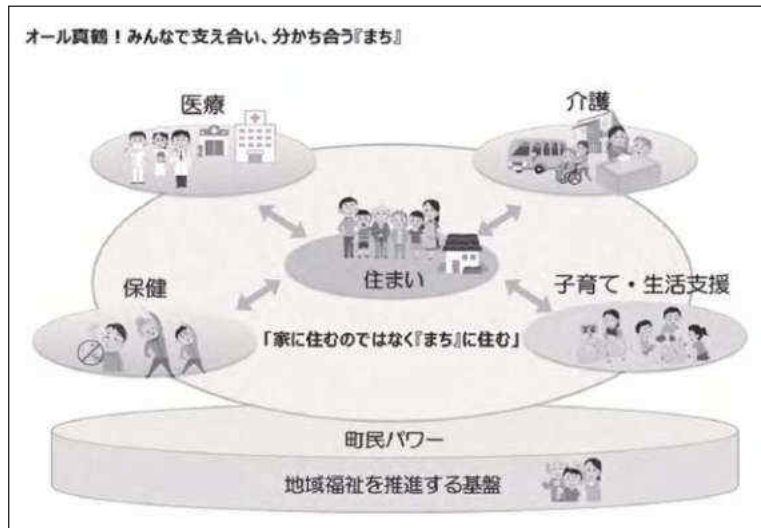 オール真鶴！みんなで支え合い、分かち合う『まち』
医療
介護
住まい
保健
子育て・生活支援
「家に住むのではなく『まち』に住む」
町民パワー
地域福祉を推進する基盤